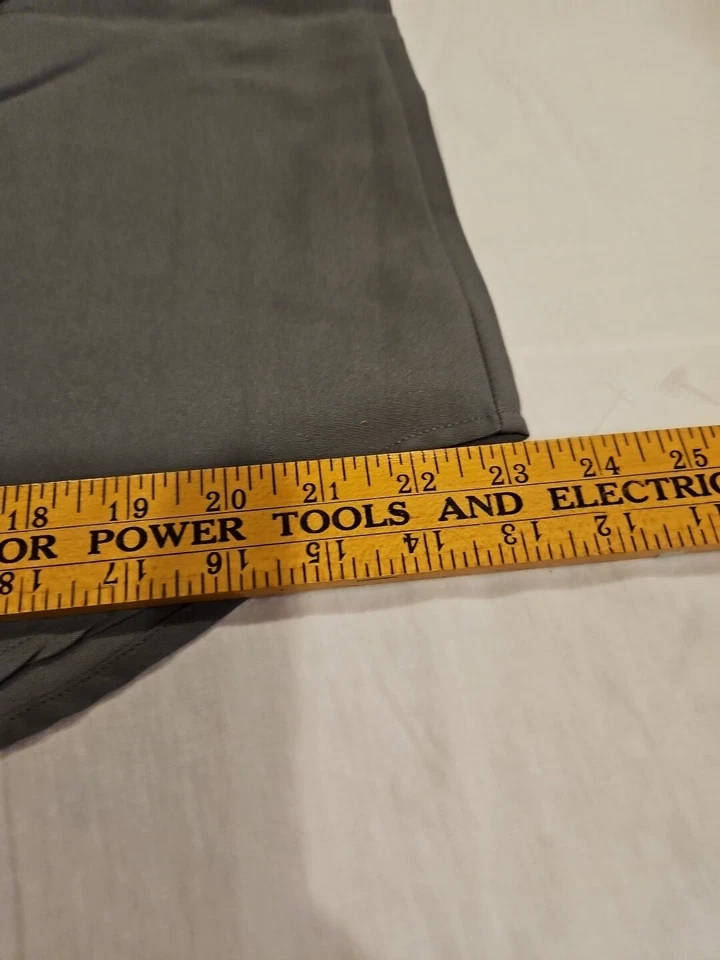 18 19 20 21 22 23 24 25
OR POWER TOOLS AND ELECTRIC
18 17 16 15 14 13 12 11